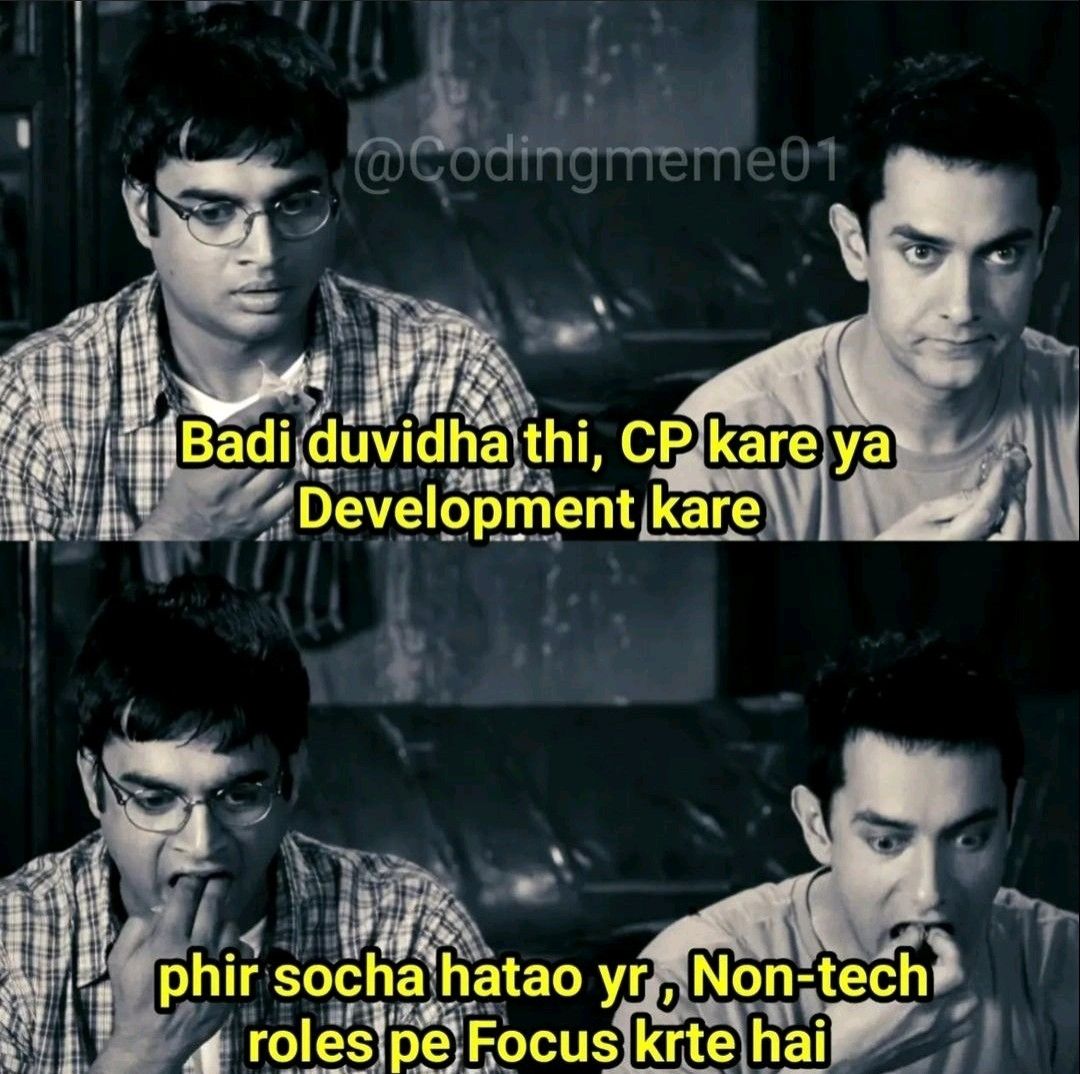 @Codingmeme01
Badi duvidha thi, CP kare ya
Development kare
phir socha hatao yr , Non-tech
roles pe Focus krte hai